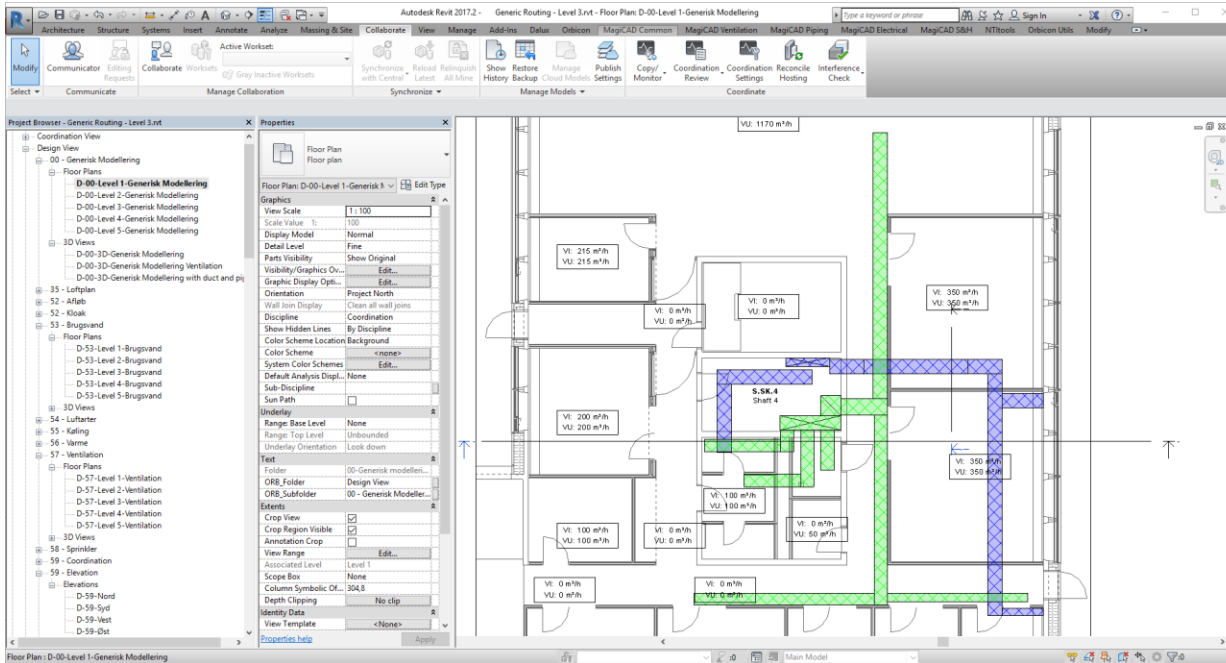 Autodesk Revit 2017.2 - Generic Routing - Level 3.rvt - Floor Plan: D-00-Level 1-Generisk Modellering
Type a keyword or phrase
Sign In
Architecture Structure Systems Insert Annotate Analyze Massing & Site Collaborate View Manage Add-Ins Dalux Orbicon MagiCAD Common MagiCAD Ventilation MagiCAD Piping MagiCAD Electrical MagiCAD S&H NTItools Orbicon Utils Modify
Modify
Communicator
Editing Requests
Collaborate
Worksets
Active Workset:
Gray Inactive Worksets
Synchronize with Central
Reload Latest
Relinquish All Mine
Show History
Restore Backup
Manage Cloud Models
Publish Settings
Copy/ Monitor
Coordination Review
Coordination Settings
Reconcile Hosting
Interference Check
Select Communicate Manage Collaboration Synchronize Manage Models Coordinate
Project Browser - Generic Routing - Level 3.rvt
Coordination View
Design View
00 - Generisk Modellering
Floor Plans
D-00-Level 1-Generisk Modellering
D-00-Level 2-Generisk Modellering
D-00-Level 3-Generisk Modellering
D-00-Level 4-Generisk Modellering
D-00-Level 5-Generisk Modellering
3D Views
D-00-3D-Generisk Modellering
D-00-3D-Generisk Modellering Ventilation
D-00-3D-Generisk Modellering with duct and pi
35 - Loftplan
52 - Afløb
52 - Kloak
53 - Brugsvand
Floor Plans
D-53-Level 1-Brugsvand
D-53-Level 2-Brugsvand
D-53-Level 3-Brugsvand
D-53-Level 4-Brugsvand
D-53-Level 5-Brugsvand
3D Views
54 - Luftarter
55 - Køling
56 - Varme
57 - Ventilation
Floor Plans
D-57-Level 1-Ventilation
D-57-Level 2-Ventilation
D-57-Level 3-Ventilation
D-57-Level 4-Ventilation
D-57-Level 5-Ventilation
3D Views
58 - Sprinkler
59 - Coordination
59 - Elevation
Elevations
D-59-Nord
D-59-Syd
D-59-Vest
D-59-Øst
Properties
Floor Plan
Floor plan
Floor Plan: D-00-Level 1-Generisk M
Edit Type
Graphics
View Scale 1 : 100
Scale Value 1: 100
Display Model Normal
Detail Level Fine
Parts Visibility Show Original
Visibility/Graphics Ov... Edit...
Graphic Display Opti... Edit...
Orientation Project North
Wall Join Display Clean all wall joins
Discipline Coordination
Show Hidden Lines By Discipline
Color Scheme Location Background
Color Scheme <none>
System Color Schemes Edit...
Default Analysis Displ... None
Sub-Discipline
Sun Path
Underlay
Range: Base Level None
Range: Top Level Unbounded
Underlay Orientation Look down
Text
Folder 00-Generisk modelleri...
ORB_Folder Design View
ORB_Subfolder 00 - Generisk Modeller...
Extents
Crop View
Crop Region Visible
Annotation Crop
View Range Edit...
Associated Level Level 1
Scope Box None
Column Symbolic Of... 304,8
Depth Clipping No clip
Identity Data
View Template <None>
Properties help
Apply
VU: 1170 m³/h
VI: 215 m³/h
VU: 215 m³/h
VI: 0 m³/h
VU: 0 m³/h
VI: 0 m³/h
VU: 0 m³/h
VI: 350 m³/h
VU: 350 m³/h
S.SK.4
Shaft 4
VI: 200 m³/h
VU: 200 m³/h
VI: 350 m³/h
VU: 350 m³/h
VI: 100 m³/h
VU: 100 m³/h
VI: 100 m³/h
VU: 100 m³/h
VI: 0 m³/h
VU: 0 m³/h
VI: 0 m³/h
VU: 50 m³/h
VI: 0 m³/h
VU: 0 m³/h
VI: 0 m³/h
VU: 0 m³/h
Floor Plan : D-00-Level 1-Generisk Modellering
:0
Main Model
:0